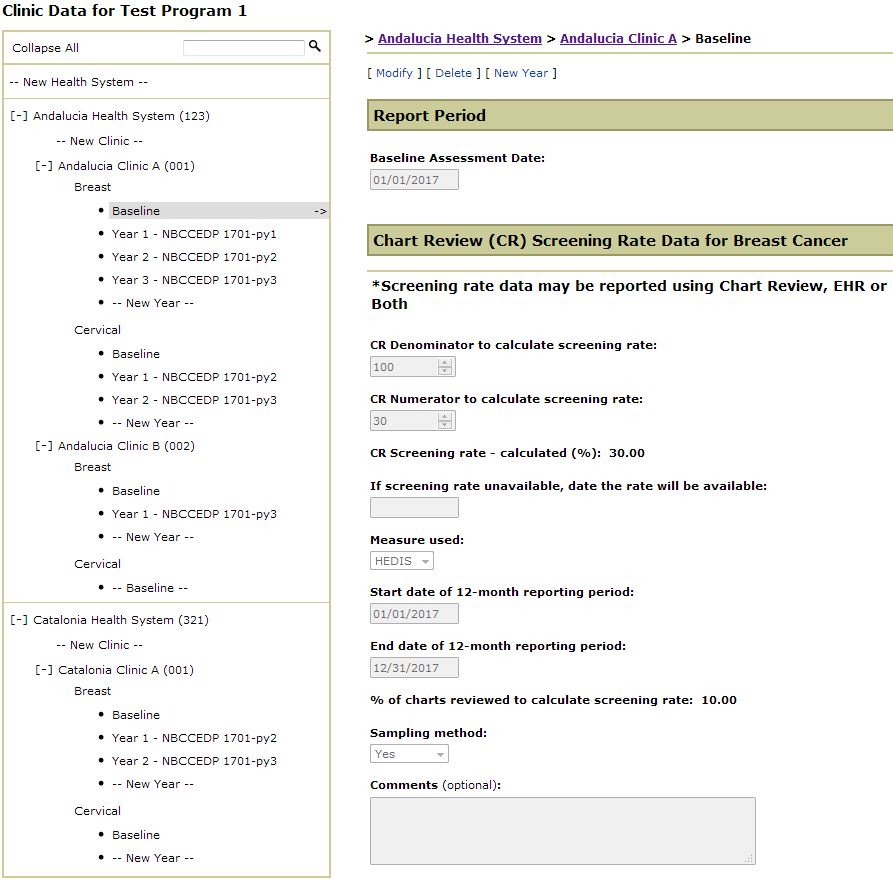 Clinic Data for Test Program 1
Collapse All
-- New Health System --
[-] Andalucia Health System (123)
-- New Clinic --
[-] Andalucia Clinic A (001)
Breast
• Baseline ->
• Year 1 - NBCCEDP 1701-py1
• Year 2 - NBCCEDP 1701-py2
• Year 3 - NBCCEDP 1701-py3
• -- New Year --
Cervical
• Baseline
• Year 1 - NBCCEDP 1701-py2
• Year 2 - NBCCEDP 1701-py3
• -- New Year --
[-] Andalucia Clinic B (002)
Breast
• Baseline
• Year 1 - NBCCEDP 1701-py3
• -- New Year --
Cervical
• -- Baseline --
[-] Catalonia Health System (321)
-- New Clinic --
[-] Catalonia Clinic A (001)
Breast
• Baseline
• Year 1 - NBCCEDP 1701-py2
• Year 2 - NBCCEDP 1701-py3
• -- New Year --
Cervical
• Baseline
• -- New Year --
> Andalucia Health System > Andalucia Clinic A > Baseline
[ Modify ] [ Delete ] [ New Year ]
Report Period
Baseline Assessment Date:
01/01/2017
Chart Review (CR) Screening Rate Data for Breast Cancer
*Screening rate data may be reported using Chart Review, EHR or
Both
CR Denominator to calculate screening rate:
100
CR Numerator to calculate screening rate:
30
CR Screening rate - calculated (%): 30.00
If screening rate unavailable, date the rate will be available:
Measure used:
HEDIS
Start date of 12-month reporting period:
01/01/2017
End date of 12-month reporting period:
12/31/2017
% of charts reviewed to calculate screening rate: 10.00
Sampling method:
Yes
Comments (optional):